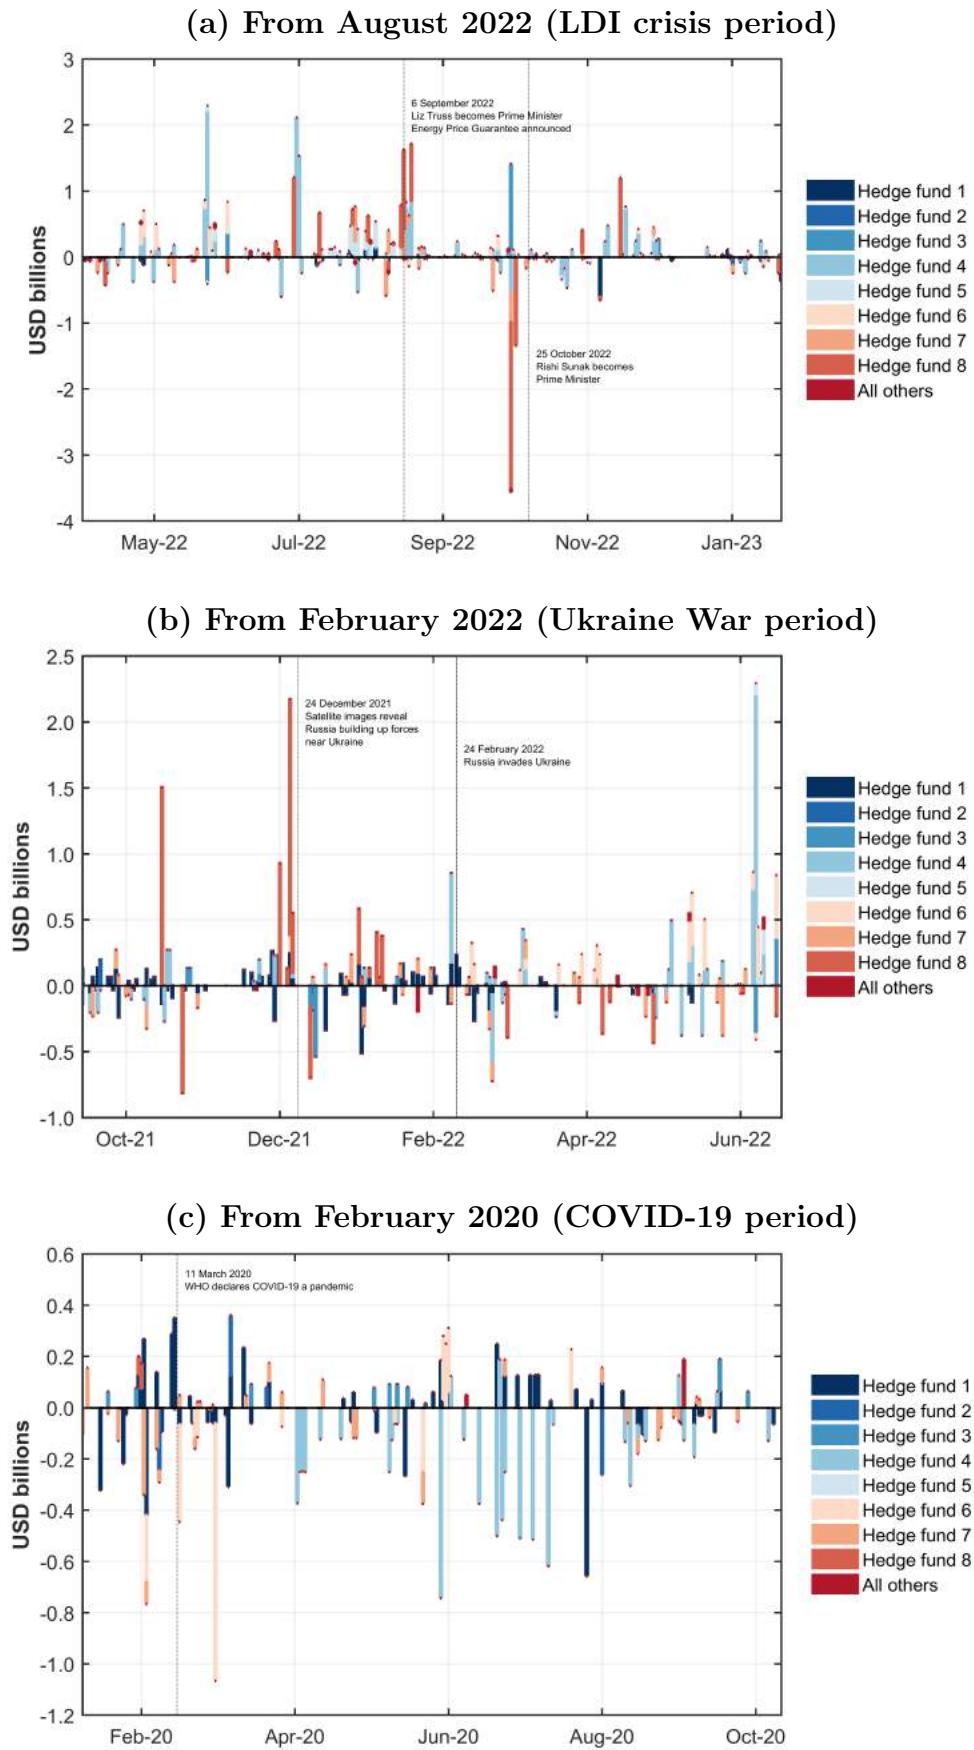 (a) From August 2022 (LDI crisis period)
3
2
1
0
-1
-2
-3
-4
USD billions
6 September 2022
Liz Truss becomes Prime Minister
Energy Price Guarantee announced
25 October 2022
Rishi Sunak becomes
Prime Minister
May-22
Jul-22
Sep-22
Nov-22
Jan-23
Hedge fund 1
Hedge fund 2
Hedge fund 3
Hedge fund 4
Hedge fund 5
Hedge fund 6
Hedge fund 7
Hedge fund 8
All others
(b) From February 2022 (Ukraine War period)
2.5
2.0
1.5
1.0
0.5
0.0
-0.5
-1.0
USD billions
24 December 2021
Satellite images reveal
Russia building up forces
near Ukraine
24 February 2022
Russia invades Ukraine
Oct-21
Dec-21
Feb-22
Apr-22
Jun-22
Hedge fund 1
Hedge fund 2
Hedge fund 3
Hedge fund 4
Hedge fund 5
Hedge fund 6
Hedge fund 7
Hedge fund 8
All others
(c) From February 2020 (COVID-19 period)
0.6
0.4
0.2
0.0
-0.2
-0.4
-0.6
-0.8
-1.0
-1.2
USD billions
11 March 2020
WHO declares COVID-19 a pandemic
Feb-20
Apr-20
Jun-20
Aug-20
Oct-20
Hedge fund 1
Hedge fund 2
Hedge fund 3
Hedge fund 4
Hedge fund 5
Hedge fund 6
Hedge fund 7
Hedge fund 8
All others